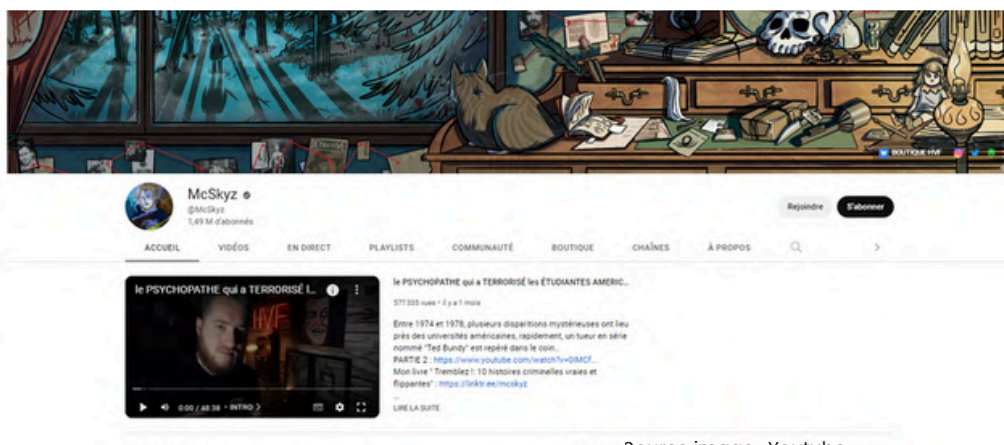 BOUTIQUE HVF
McSkyz
@McSkyz
1,49 M d'abonnés
Rejoindre
S'abonner
ACCUEIL
VIDÉOS
EN DIRECT
PLAYLISTS
COMMUNAUTÉ
BOUTIQUE
CHAÎNES
À PROPOS
le PSYCHOPATHE qui a TERRORISÉ l...
HVF
0:00 / 48:38 • INTRO
le PSYCHOPATHE qui a TERRORISÉ les ÉTUDIANTES AMERIC...
577 335 vues • il y a 1 mois
Entre 1974 et 1978, plusieurs disparitions mystérieuses ont lieu
près des universités américaines, rapidement, un tueur en série
nommé "Ted Bundy" est repéré dans le coin..
PARTIE 2 : https://www.youtube.com/watch?v=
Mon livre " Tremblez !: 10 histoires criminelles vraies et
flippantes" : https://linktr.ee/mcskyz
...
LIRE LA SUITE
Source image : Youtube